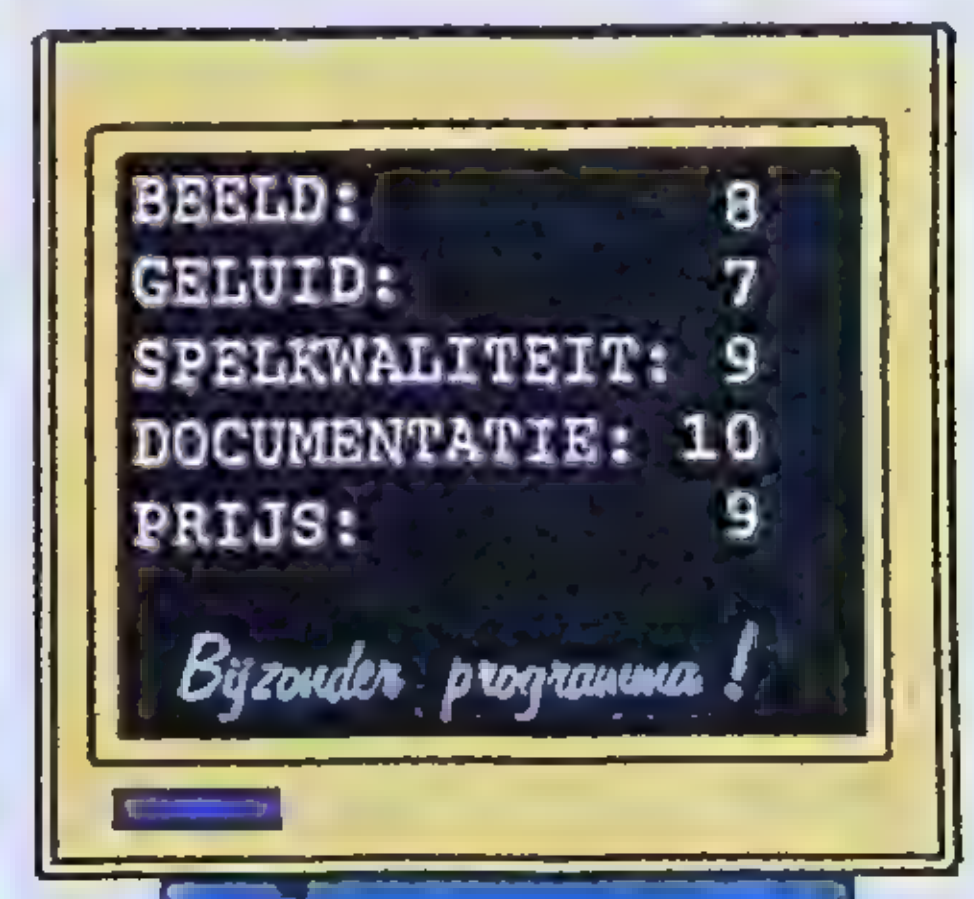 BEELD: 8
GELUID: 7
SPELKWALITEIT: 9
DOCUMENTATIE: 10
PRIJS: 9
Bijzonder programma!